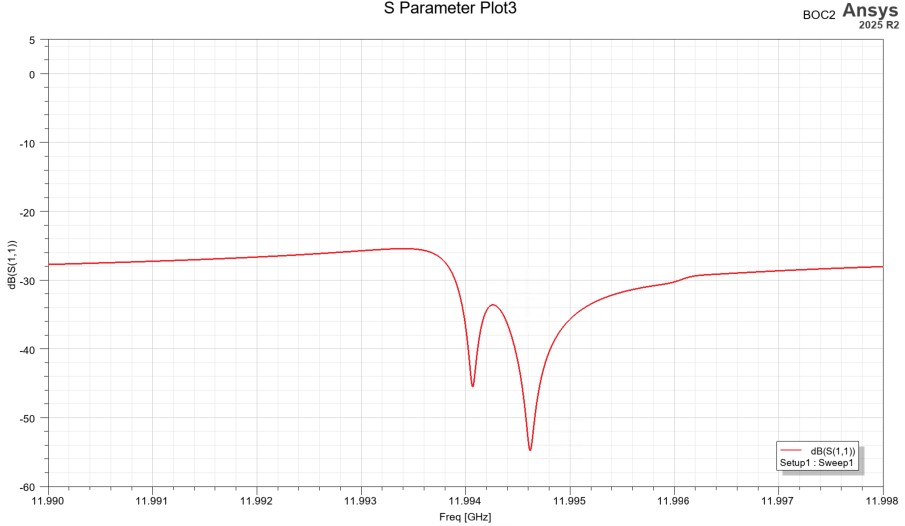 S Parameter Plot3
BOC2 Ansys
2025 R2
5
0
-10
-20
-30
-40
-50
-60
dB(S(1,1))
dB(S(1,1))
Setup1 : Sweep1
11.990 11.991 11.992 11.993 11.994 11.995 11.996 11.997 11.998
Freq [GHz]